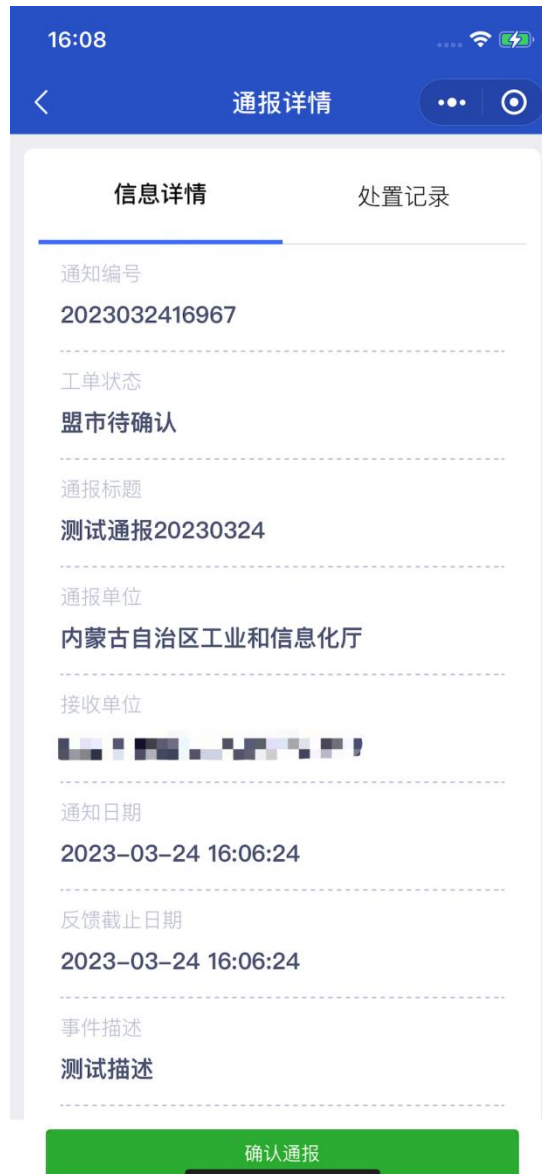 16:08
通报详情
信息详情 处置记录
通知编号
2023032416967
工单状态
盟市待确认
通报标题
测试通报20230324
通报单位
内蒙古自治区工业和信息化厅
接收单位
通知日期
2023-03-24 16:06:24
反馈截止日期
2023-03-24 16:06:24
事件描述
测试描述
确认通报